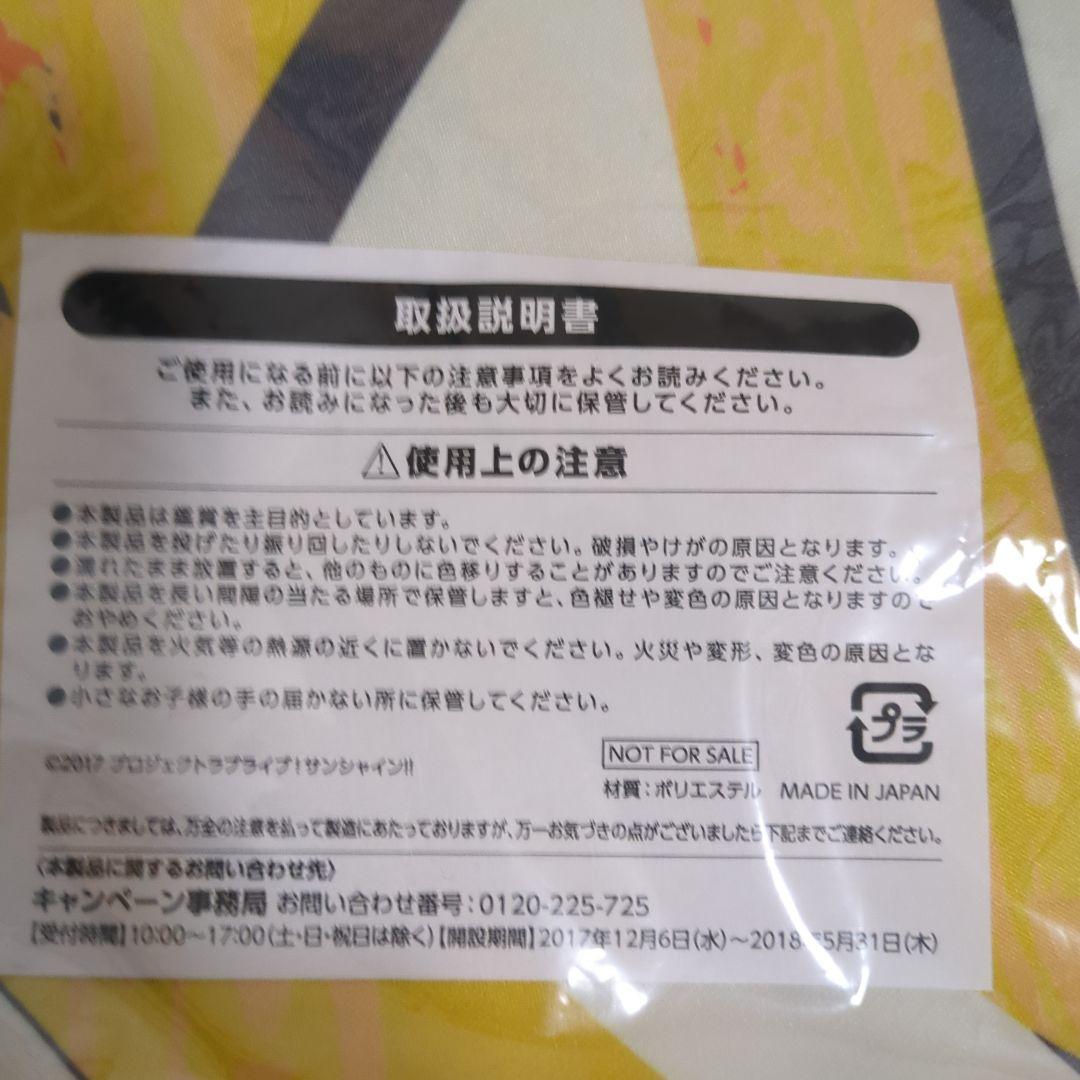 取扱説明書
ご使用になる前に以下の注意事項をよくお読みください。
また、お読みになった後も大切に保管してください。
⚠使用上の注意
●本製品は鑑賞を主目的としています。
●本製品を投げたり振り回したりしないでください。破損やけがの原因となります。
●濡れたまま放置すると、他のものに色移りすることがありますのでご注意ください。
●本製品を長い間陽の当たる場所で保管しますと、色褪せや変色の原因となりますので
おやめください。
●本製品を火気等の熱源の近くに置かないでください。火災や変形、変色の原因とな
ります。
●小さなお子様の手の届かない所に保管してください。
プラ
©2017 プロジェクトラブライブ！サンシャイン!!
NOT FOR SALE
材質：ポリエステル MADE IN JAPAN
製品につきましては、万全の注意を払って製造にあたっておりますが、万一お気づきの点がございましたら下記までご連絡ください。
〈本製品に関するお問い合わせ先〉
キャンペーン事務局 お問い合わせ番号：0120-225-725
【受付時間】10:00～17:00（土・日・祝日は除く）【開設期間】2017年12月6日（水）～2018年5月31日（木）